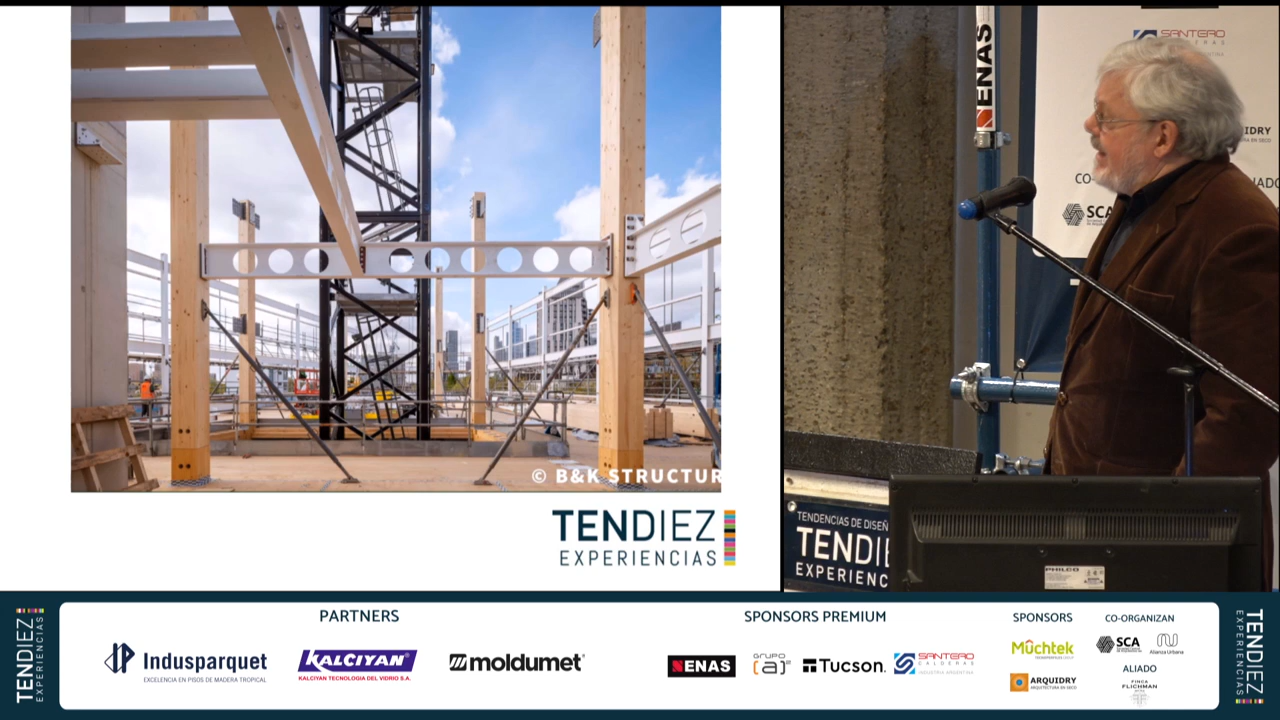 © B&K STRUCTUR
TENDIEZ
EXPERIENCIAS
ENAS
SANTERO
CO-
SCA
IDRY
TENDENCIAS DE DISEÑ
TENDIE
EXPERIENC
PHILCO
TENDIEZ
EXPERIENCIAS
PARTNERS
Indusparquet
EXCELENCIA EN PISOS DE MADERA TROPICAL
KALCIYAN
KALCIYAN TECNOLOGIA DEL VIDRIO S.A.
moldumet
SPONSORS PREMIUM
ENAS
GRUPO
(a)
Tucson.
SANTERO
CALDERAS
INDUSTRIA ARGENTINA
SPONSORS
Müchtek
ARQUIDRY
ARQUITECTURA EN SECO
CO-ORGANIZAN
SCA
Alianza Urbana
ALIADO
FINCA
FLICHMAN
TENDIEZ
EXPERIENCIAS